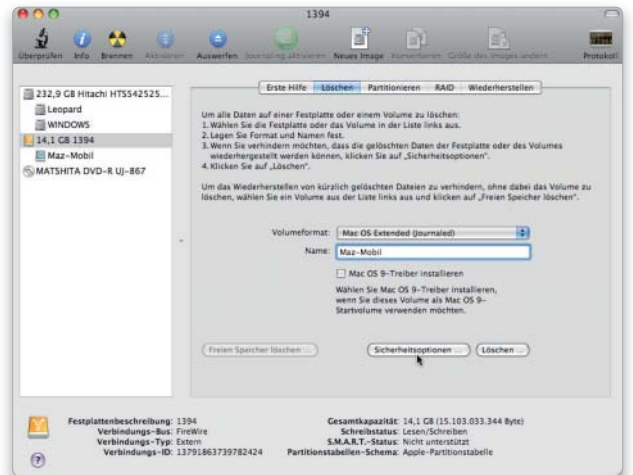 1394
Überprüfen Info Brennen Aktivieren Auswerfen Journaling aktivieren Neues Image Konvertieren Größe des Images ändern Protokoll
232,9 GB Hitachi HTS542525...
Leopard
WINDOWS
14,1 GB 1394
Maz-Mobil
MATSHITA DVD-R UJ-867
Erste Hilfe Löschen Partitionieren RAID Wiederherstellen
Um alle Daten auf einer Festplatte oder einem Volume zu löschen:
1. Wählen Sie die Festplatte oder das Volume in der Liste links aus.
2. Legen Sie Format und Namen fest.
3. Wenn Sie verhindern möchten, dass die gelöschten Daten der Festplatte oder des Volumes
wiederhergestellt werden können, klicken Sie auf „Sicherheitsoptionen“.
4. Klicken Sie auf „Löschen“.
Um das Wiederherstellen von kürzlich gelöschten Dateien zu verhindern, ohne dabei das Volume zu
löschen, wählen Sie ein Volume aus der Liste links aus und klicken auf „Freien Speicher löschen“.
Volumeformat: Mac OS Extended (Journaled)
Name: Maz-Mobil
Mac OS 9-Treiber installieren
Wählen Sie Mac OS 9-Treiber installieren,
wenn Sie dieses Volume als Mac OS 9-
Startvolume verwenden möchten.
Freien Speicher löschen ... Sicherheitsoptionen ... Löschen ...
Festplattenbeschreibung: 1394
Verbindungs-Bus: FireWire
Verbindungs-Typ: Extern
Verbindungs-ID: 13791863739782424
Gesamtkapazität: 14,1 GB (15.103.033.344 Byte)
Schreibstatus: Lesen/Schreiben
S.M.A.R.T.-Status: Nicht unterstützt
Partitionstabellen-Schema: Apple-Partitionstabelle